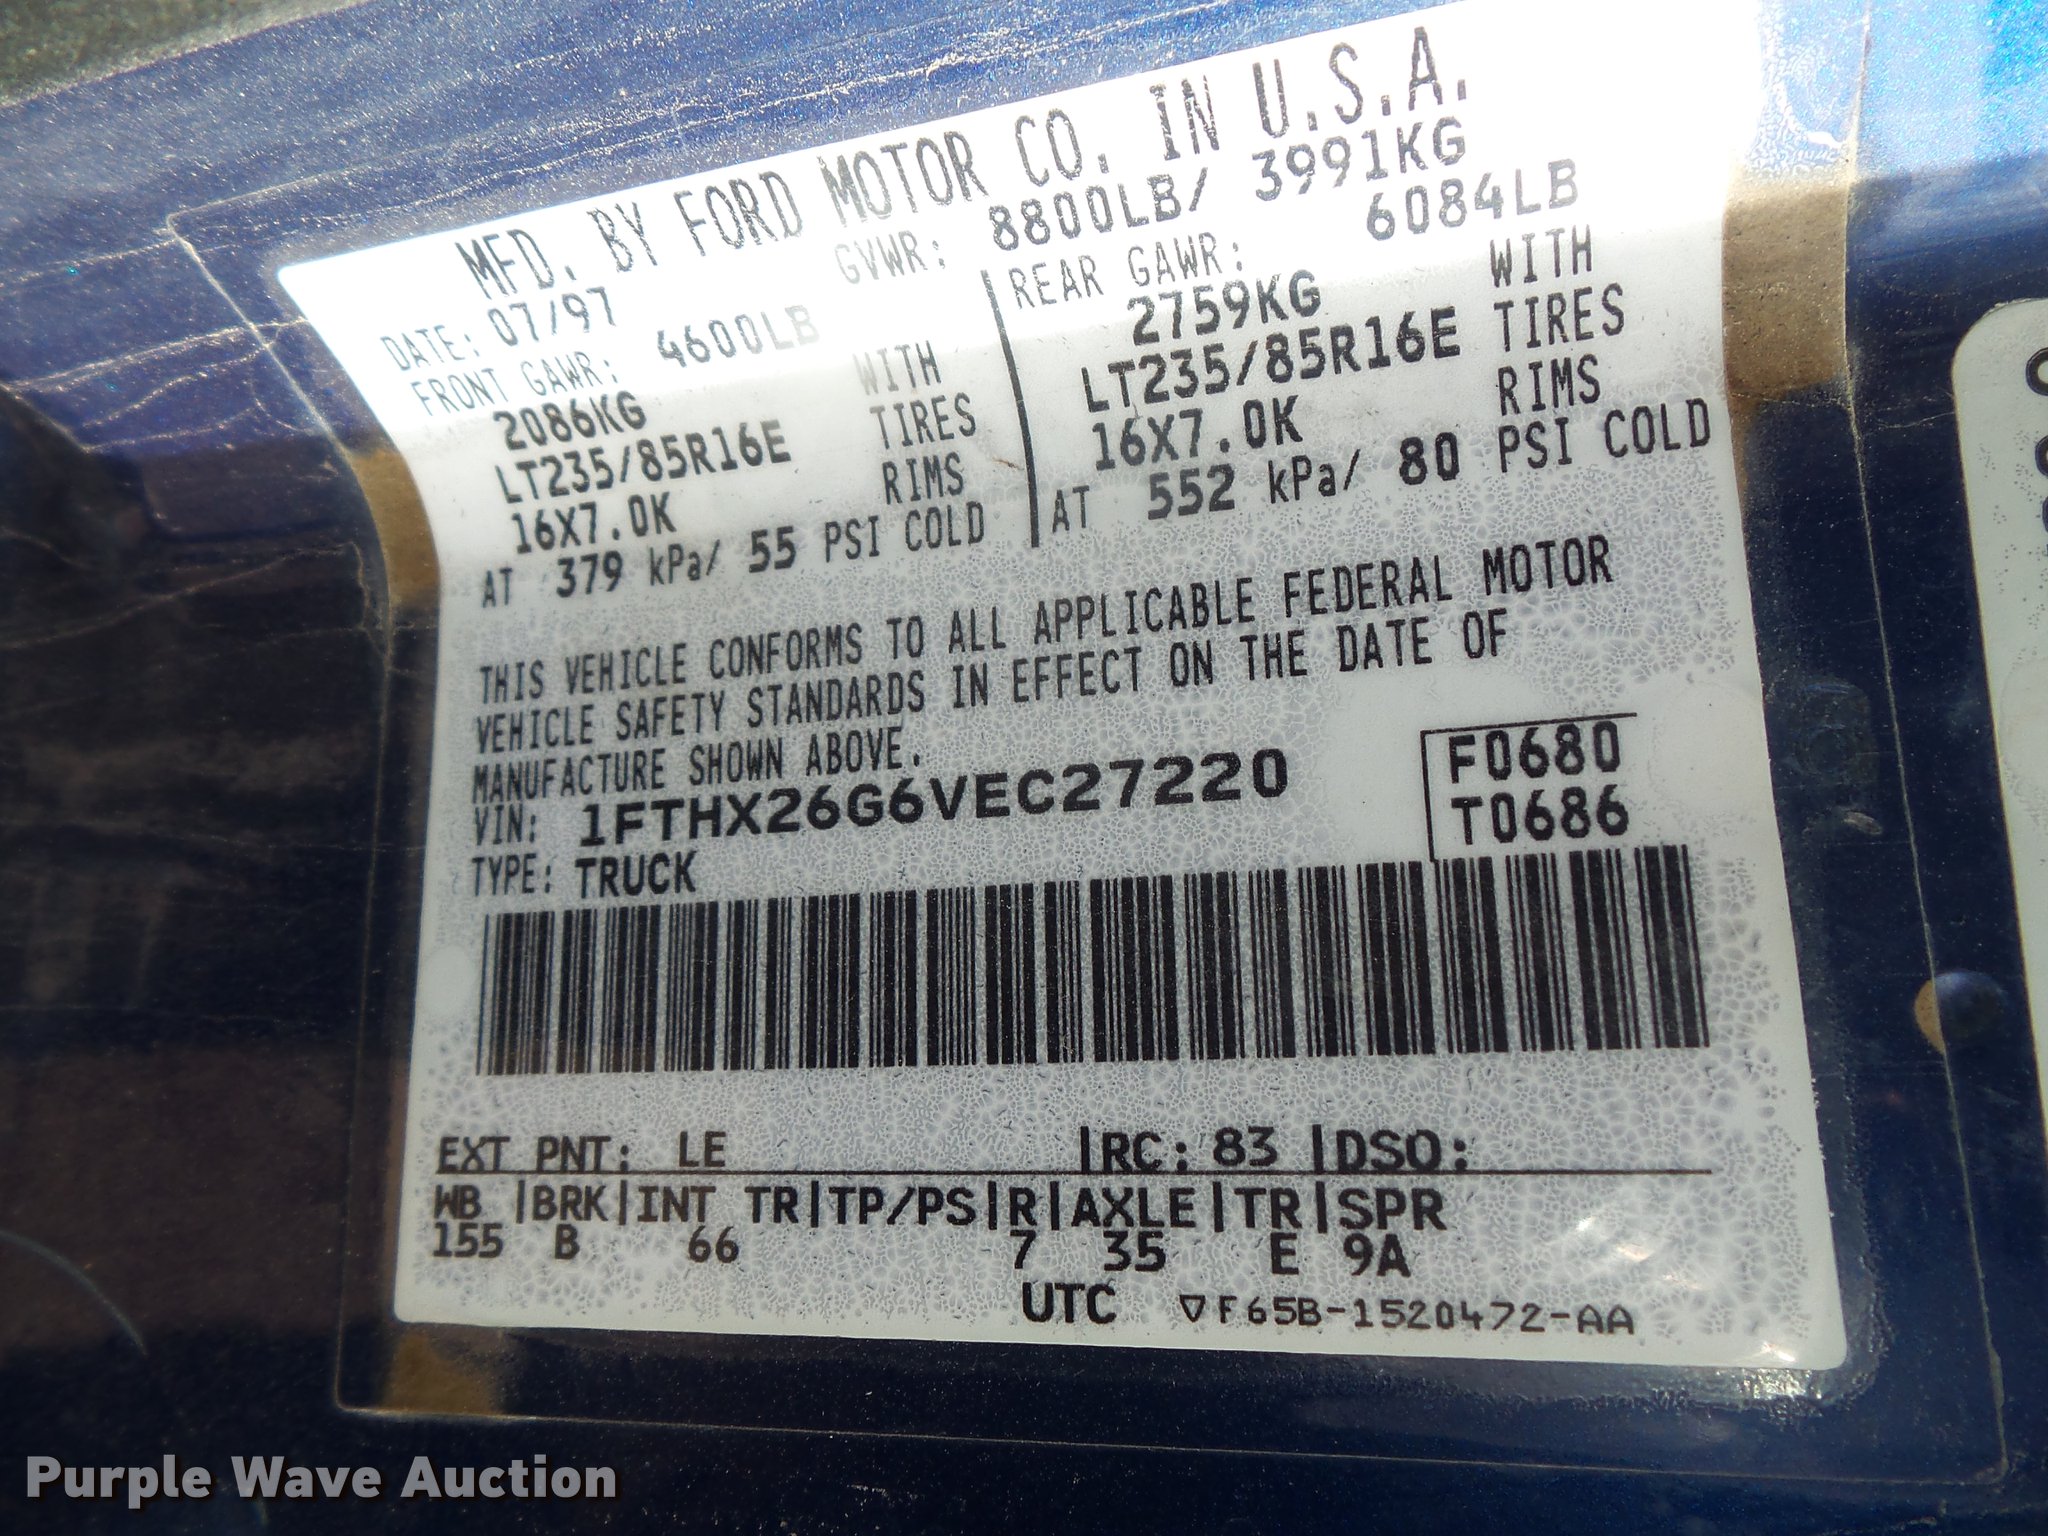 MFD. BY FORD MOTOR CO. IN U.S.A.
DATE: 07/97 GVWR: 8800LB/ 3991KG
FRONT GAWR: 4600LB
2086KG WITH
LT235/85R16E TIRES
16X7.0K RIMS
AT 379 kPa/ 55 PSI COLD
REAR GAWR: 6084LB
2759KG WITH
LT235/85R16E TIRES
16X7.0K RIMS
AT 552 kPa/ 80 PSI COLD
THIS VEHICLE CONFORMS TO ALL APPLICABLE FEDERAL MOTOR
VEHICLE SAFETY STANDARDS IN EFFECT ON THE DATE OF
MANUFACTURE SHOWN ABOVE.
VIN: 1FTHX26G6VEC27220
F0680
T0686
TYPE: TRUCK
EXT PNT: LE |RC: 83 |DSO:
WB |BRK|INT TR|TP/PS|R|AXLE|TR|SPR
155 B 66 7 35 E 9A
UTC ▽F65B-1520472-AA
Purple Wave Auction